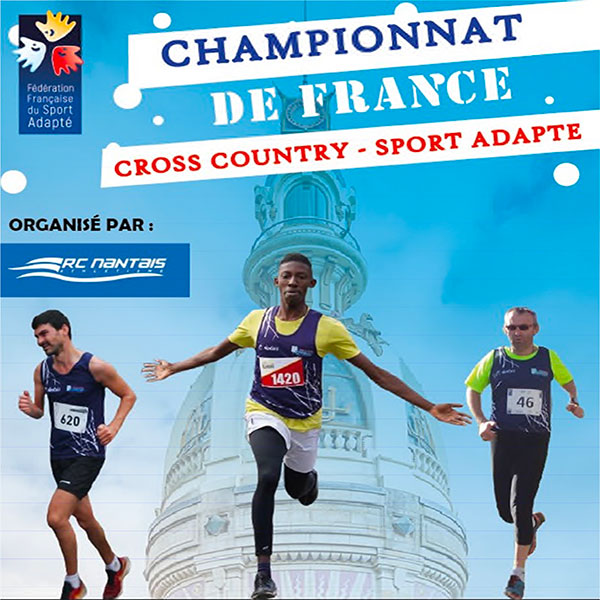 CHAMPIONNAT
DE FRANCE
CROSS COUNTRY - SPORT ADAPTE
Fédération
Française
du Sport
Adapté
ORGANISÉ PAR :
RC NANTAIS
ATHLETISME
620
1420
46